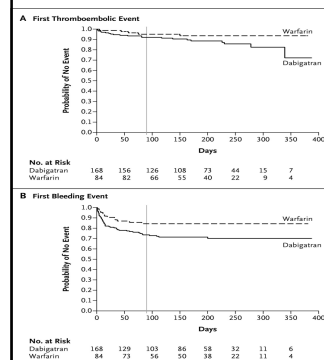 A First Thromboembolic Event
Probability of No Event
1.0
0.9
0.8
0.7
0.6
0.5
0.4
0.3
0.2
0.1
0.0
Warfarin
Dabigatran
0 50 100 150 200 250 300 350 400
Days
No. at Risk
Dabigatran 168 156 126 108 73 44 15 7
Warfarin 84 82 66 55 40 22 9 4
B First Bleeding Event
Probability of No Event
1.0
0.9
0.8
0.7
0.6
0.5
0.4
0.3
0.2
0.1
0.0
Warfarin
Dabigatran
0 50 100 150 200 250 300 350 400
Days
No. at Risk
Dabigatran 168 129 103 86 58 32 11 6
Warfarin 84 73 56 50 38 22 11 4